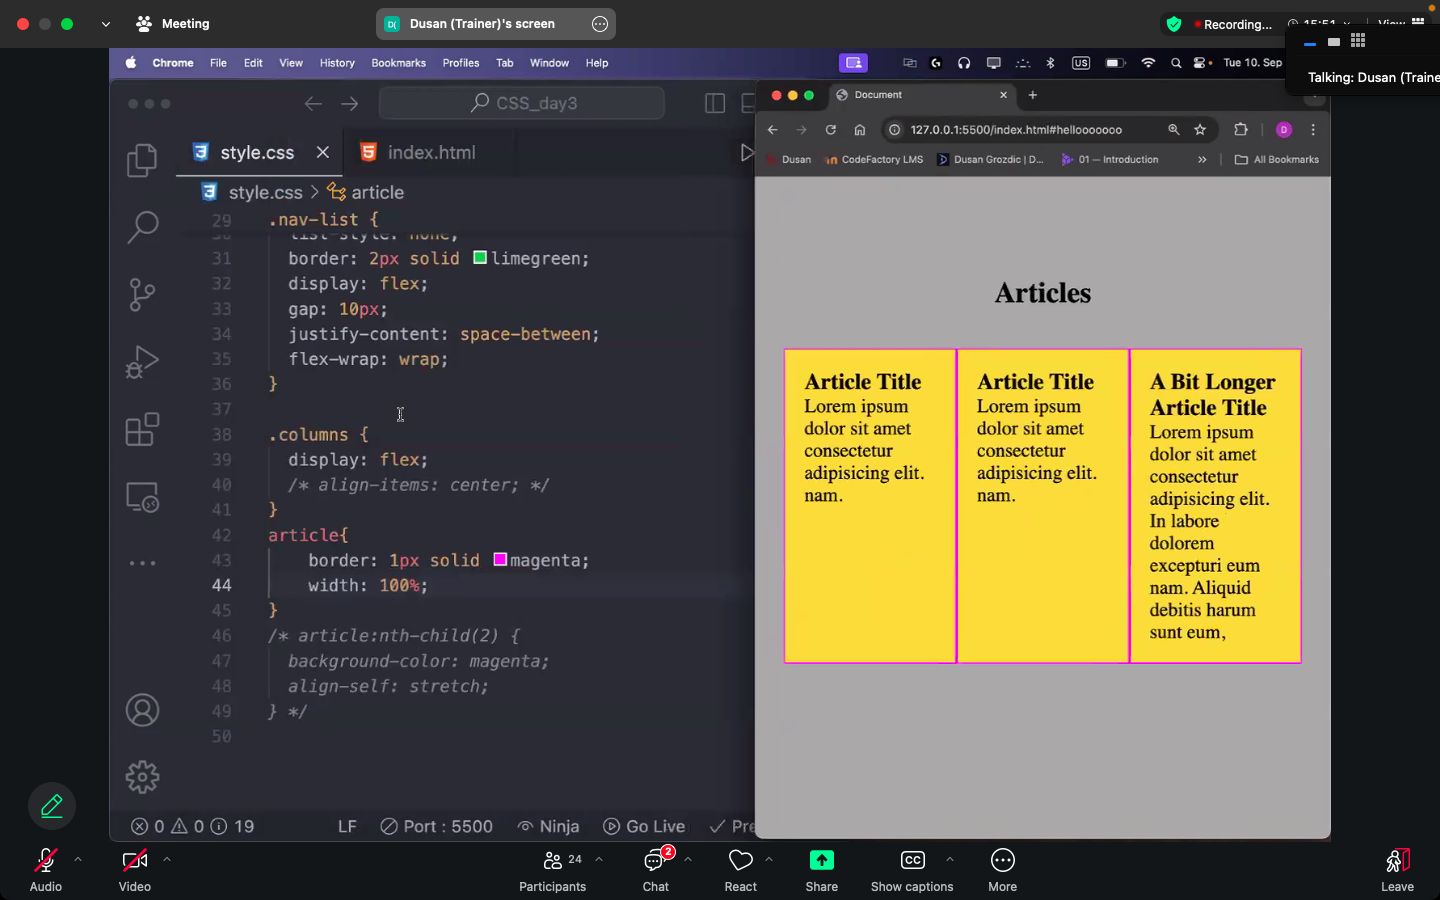 Meeting
D( Dusan (Trainer)'s screen
Recording...
15:51
View
Talking: Dusan (Traine
Chrome File Edit View History Bookmarks Profiles Tab Window Help
US
Tue 10. Sep
CSS_day3
style.css
index.html
style.css > article
29 .nav-list {
30 list-style: none;
31 border: 2px solid limegreen;
32 display: flex;
33 gap: 10px;
34 justify-content: space-between;
35 flex-wrap: wrap;
36 }
37
38 .columns {
39 display: flex;
40 /* align-items: center; */
41 }
42 article{
43 border: 1px solid magenta;
44 width: 100%;
45 }
46 /* article:nth-child(2) {
47 background-color: magenta;
48 align-self: stretch;
49 } */
50
0 0 19 LF Port : 5500 Ninja Go Live Pre
Document
127.0.0.1:5500/index.html#hellooooooo
D
Dusan
CodeFactory LMS
Dusan Grozdic | D...
01 — Introduction
All Bookmarks
Articles
Article Title
Lorem ipsum
dolor sit amet
consectetur
adipisicing elit.
nam.
Article Title
Lorem ipsum
dolor sit amet
consectetur
adipisicing elit.
nam.
A Bit Longer
Article Title
Lorem ipsum
dolor sit amet
consectetur
adipisicing elit.
In labore
dolorem
excepturi eum
nam. Aliquid
debitis harum
sunt eum,
Audio
Video
24
Participants
2
Chat
React
Share
CC
Show captions
More
Leave